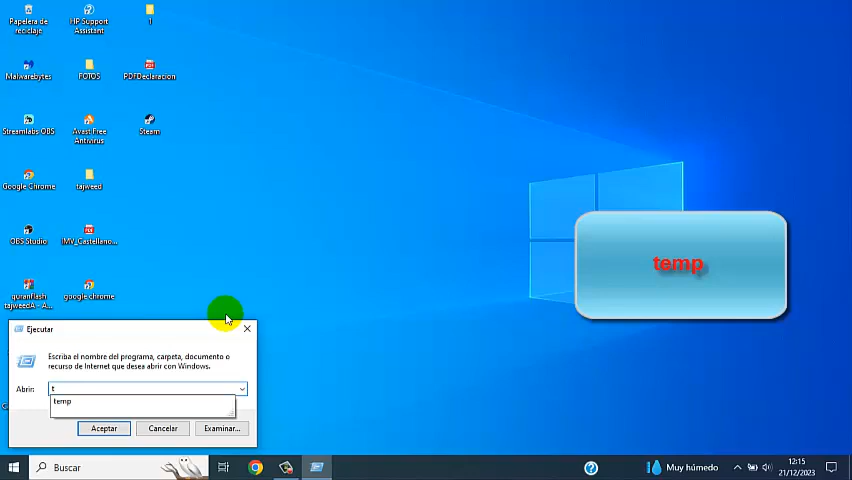 Papelera de
reciclaje
HP Support
Assistant
1
Malwarebytes
FOTOS
PDFDeclaracion
Streamlabs OBS
Avast Free
Antivirus
Steam
Google Chrome
tajweed
OBS Studio
IMV_Castellano...
quranflash
tajweedA - A...
google chrome
temp
Ejecutar
Escriba el nombre del programa, carpeta, documento o
recurso de Internet que desea abrir con Windows.
Abrir:
t
temp
Aceptar
Cancelar
Examinar...
Buscar
Muy húmedo
12:15
21/12/2023